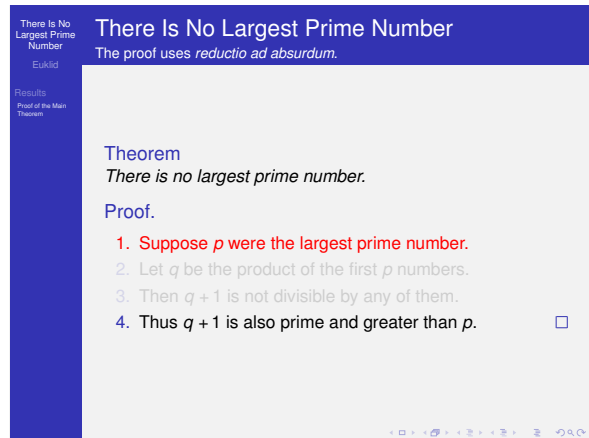 There Is No
Largest Prime
Number
Euklid
Results
Proof of the Main
Theorem
There Is No Largest Prime Number
The proof uses reductio ad absurdum.
Theorem
There is no largest prime number.
Proof.
1. Suppose p were the largest prime number.
2. Let q be the product of the first p numbers.
3. Then q + 1 is not divisible by any of them.
4. Thus q + 1 is also prime and greater than p. □